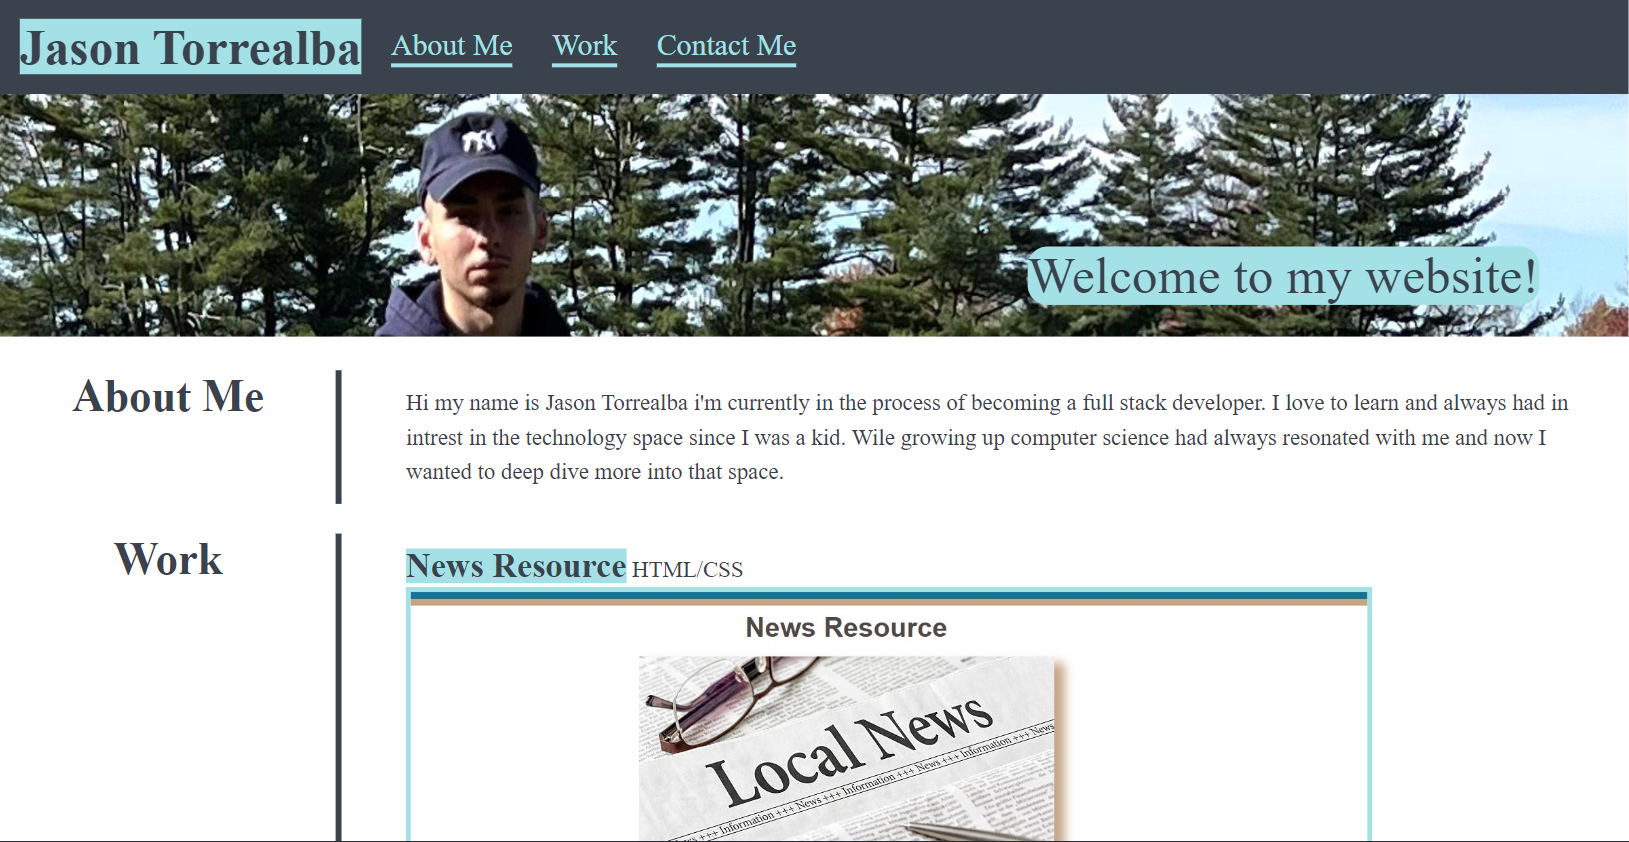 Jason Torrealba About Me Work Contact Me
Welcome to my website!
About Me
Hi my name is Jason Torrealba i'm currently in the process of becoming a full stack developer. I love to learn and always had in
intrest in the technology space since I was a kid. Wile growing up computer science had always resonated with me and now I
wanted to deep dive more into that space.
Work
News Resource HTML/CSS
News Resource
Local News
Information +++ News +++ Information +++ News +++ Information +++ News